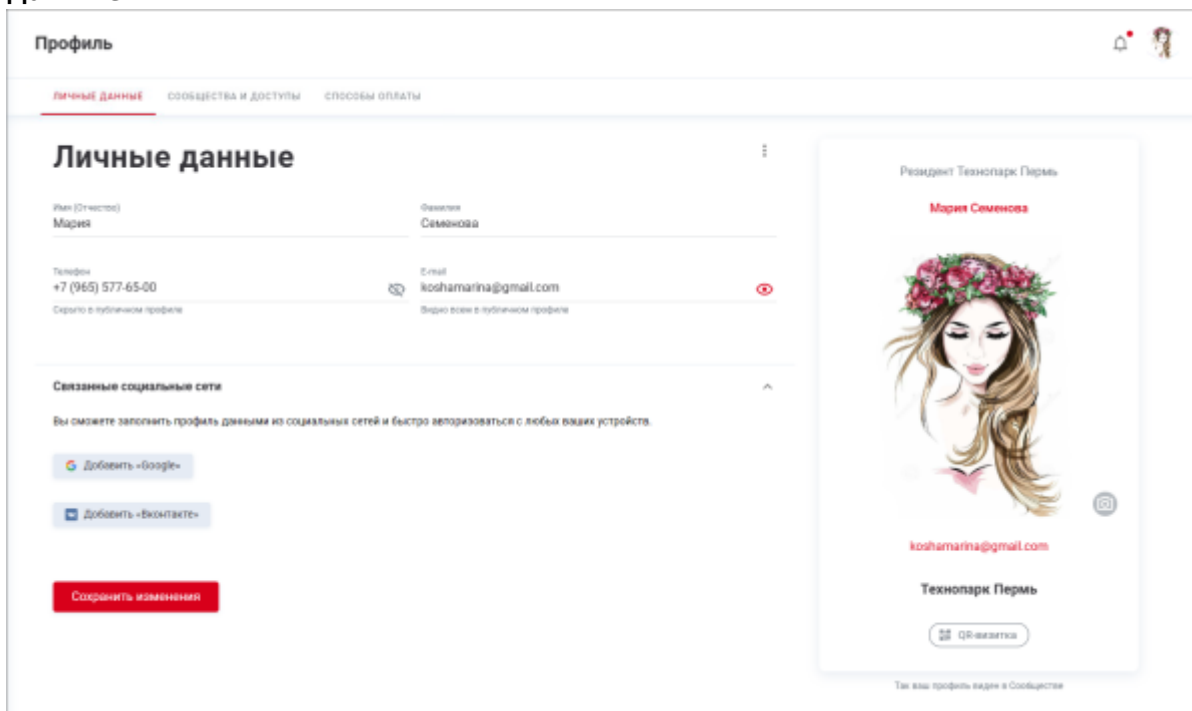 Профиль
ЛИЧНЫЕ ДАННЫЕ СООБЩЕСТВА И ДОСТУПЫ СПОСОБЫ ОПЛАТЫ
Личные данные
Имя (Отчество) Фамилия
Мария Семенова
Телефон E-mail
+7 (965) 577-65-00 koshamarina@gmail.com
Скрыто в публичном профиле Видно всем в публичном профиле
Связанные социальные сети
Вы сможете заполнить профиль данными из социальных сетей и быстро авторизоваться с любых ваших устройств.
Добавить «Google»
Добавить «Вконтакте»
Сохранить изменения
Резидент Технопарк Пермь
Мария Семенова
koshamarina@gmail.com
Технопарк Пермь
QR-визитка
Так ваш профиль виден в Сообществе